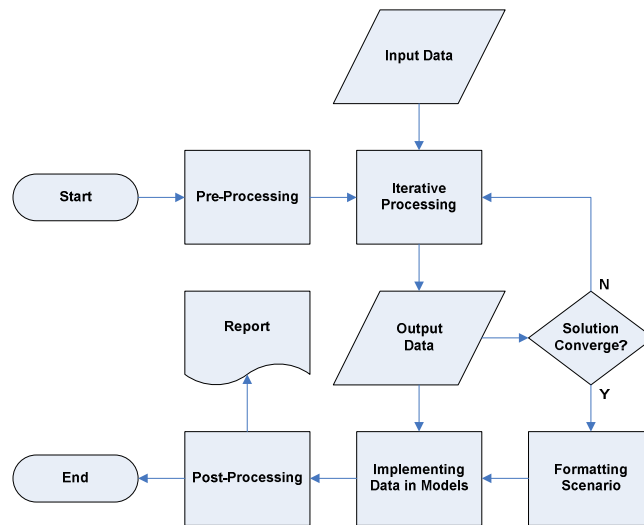 Input Data
Start
Pre-Processing
Iterative
Processing
N
Report
Output
Data
Solution
Converge?
Y
End
Post-Processing
Implementing
Data in Models
Formatting
Scenario